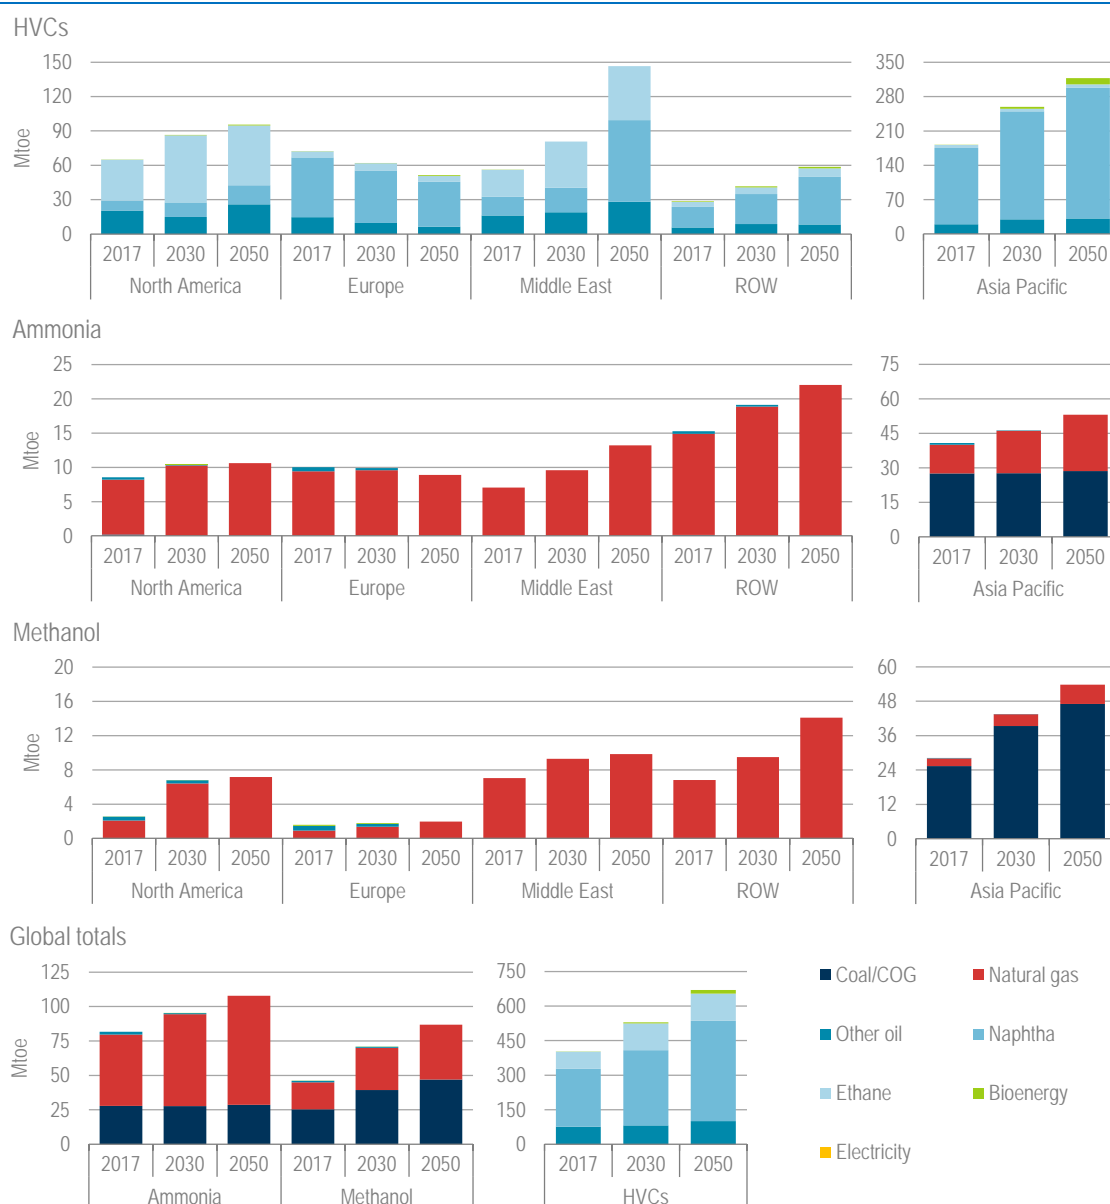 HVCs
150
120
90
60
30
0
Mtoe
350
280
210
140
70
0
2017 2030 2050 2017 2030 2050 2017 2030 2050 2017 2030 2050 2017 2030 2050
North America Europe Middle East ROW Asia Pacific
Ammonia
25
20
15
10
5
0
Mtoe
75
60
45
30
15
0
2017 2030 2050 2017 2030 2050 2017 2030 2050 2017 2030 2050 2017 2030 2050
North America Europe Middle East ROW Asia Pacific
Methanol
20
16
12
8
4
0
Mtoe
60
48
36
24
12
0
2017 2030 2050 2017 2030 2050 2017 2030 2050 2017 2030 2050 2017 2030 2050
North America Europe Middle East ROW Asia Pacific
Global totals
125
100
75
50
25
0
Mtoe
750
600
450
300
150
0
2017 2030 2050 2017 2030 2050 2017 2030 2050
Ammonia Methanol HVCs
Coal/COG Natural gas
Other oil Naphtha
Ethane Bioenergy
Electricity